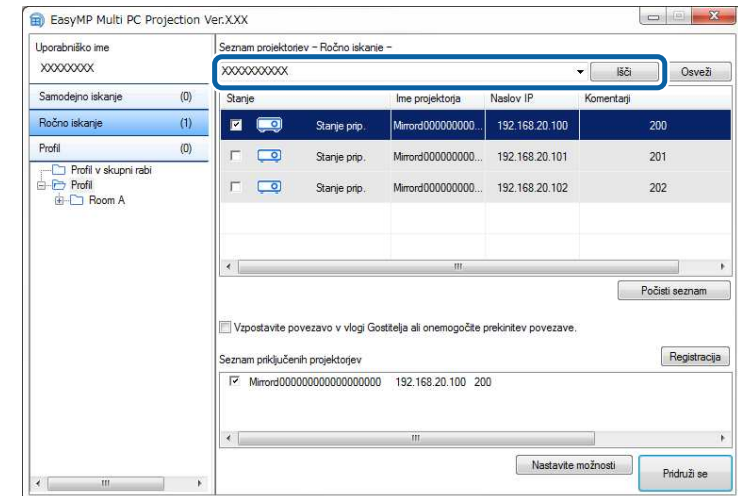 EasyMP Multi PC Projection Ver.X.XX
Uporabniško ime
XXXXXXXX
Samodejno iskanje (0)
Ročno iskanje (1)
Profil (0)
Profil v skupni rabi
Profil
Room A
Seznam projektorjev – Ročno iskanje –
XXXXXXXXXX
Išči
Osveži
Stanje Ime projektorja Naslov IP Komentarji
Stanje prip. Mirrord000000000... 192.168.20.100 200
Stanje prip. Mirrord000000000... 192.168.20.101 201
Stanje prip. Mirrord000000000... 192.168.20.102 202
Počisti seznam
Vzpostavite povezavo v vlogi Gostitelja ali onemogočite prekinitev povezave.
Seznam priključenih projektorjev
Registracija
Mirrord000000000000000000 192.168.20.100 200
Nastavite možnosti
Pridruži se